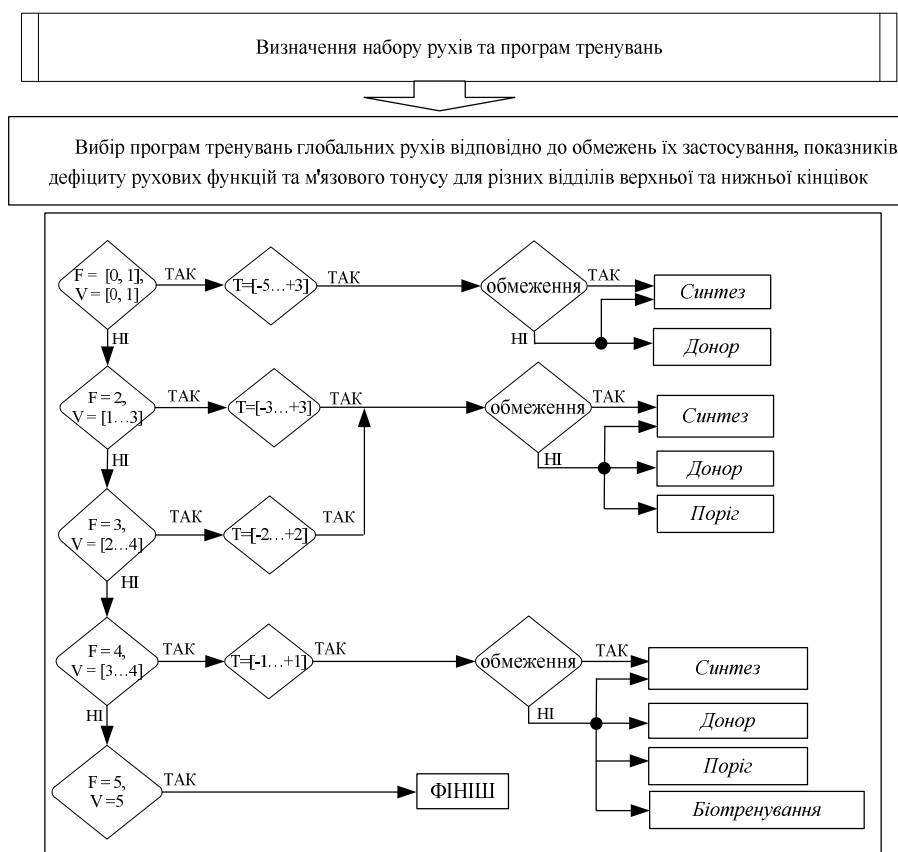 Визначення набору рухів та програм тренувань
Вибір програм тренувань глобальних рухів відповідно до обмежень їх застосування, показників
дефіциту рухових функцій та м'язового тонусу для різних відділів верхньої та нижньої кінцівок
F = [0, 1],
V = [0, 1]
ТАК
T=[-5…+3]
ТАК
обмеження
ТАК
Синтез
НІ
Донор
НІ
F = 2,
V = [1…3]
ТАК
T=[-3…+3]
ТАК
обмеження
ТАК
Синтез
НІ
Донор
Поріг
НІ
F = 3,
V = [2…4]
ТАК
T=[-2…+2]
ТАК
НІ
F = 4,
V = [3…4]
ТАК
T=[-1…+1]
ТАК
обмеження
ТАК
Синтез
НІ
Донор
Поріг
Біотренування
НІ
F = 5,
V =5
ТАК
ФІНІШ